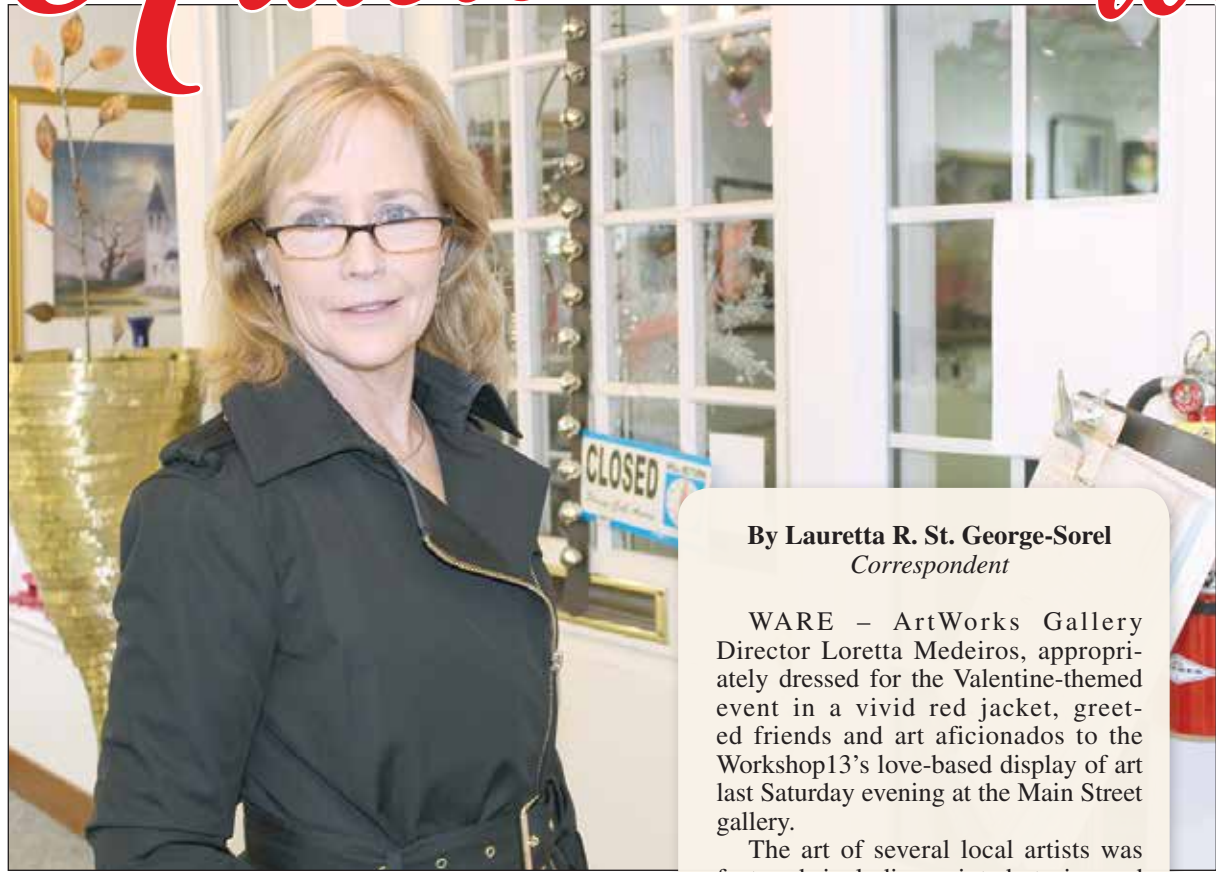 CLOSED
By Lauretta R. St. George-Sorel
Correspondent
WARE – ArtWorks Gallery
Director Loretta Medeiros, appropri-
ately dressed for the Valentine-themed
event in a vivid red jacket, greet-
ed friends and art aficionados to the
Workshop13's love-based display of art
last Saturday evening at the Main Street
gallery.
The art of several local artists was